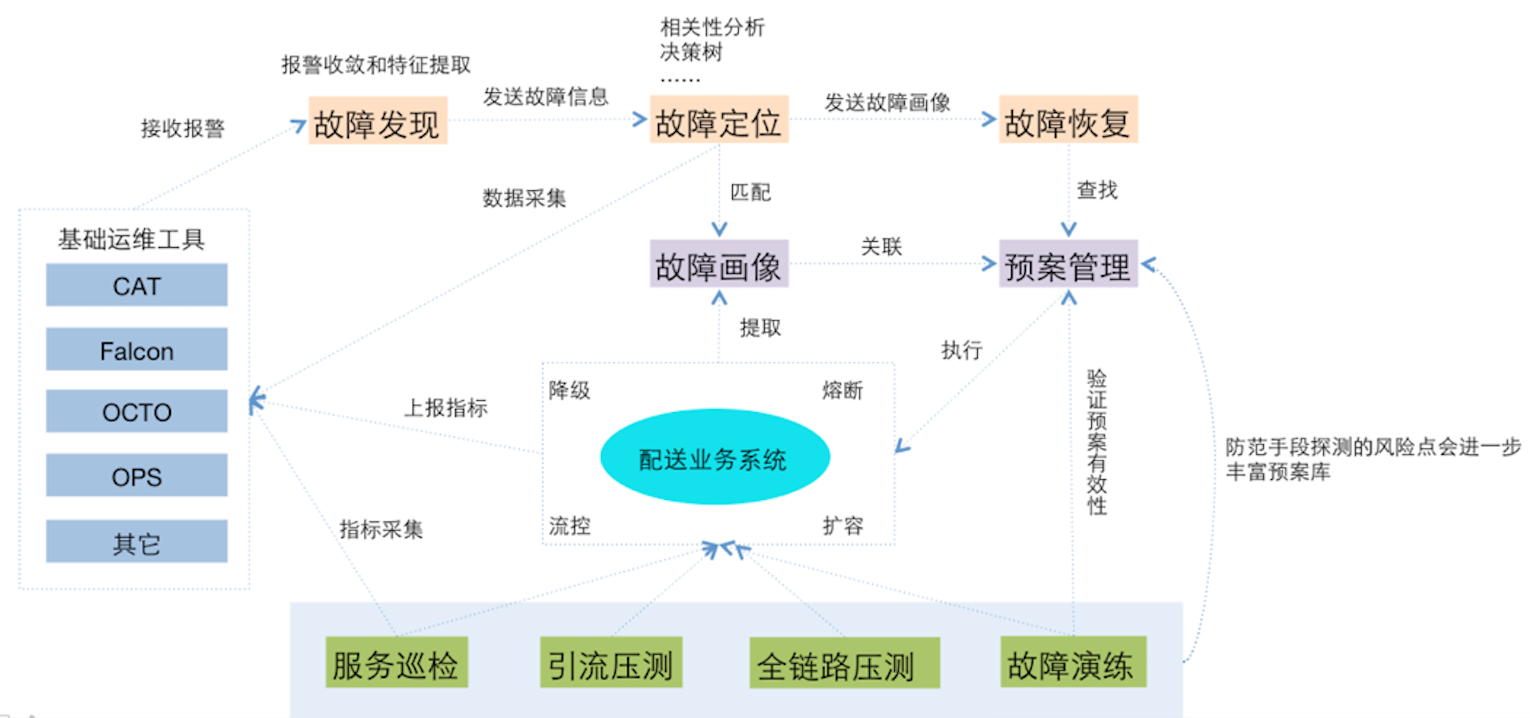 相关性分析
决策树
......
报警收敛和特征提取
发送故障信息
发送故障画像
接收报警
故障发现
故障定位
故障恢复
数据采集
匹配
查找
基础运维工具
关联
CAT
故障画像
预案管理
Falcon
提取
执行
OCTO
上报指标
降级
熔断
验证预案有效性
OPS
配送业务系统
防范手段探测的风险点会进一步
丰富预案库
其它
指标采集
流控
扩容
服务巡检
引流压测
全链路压测
故障演练